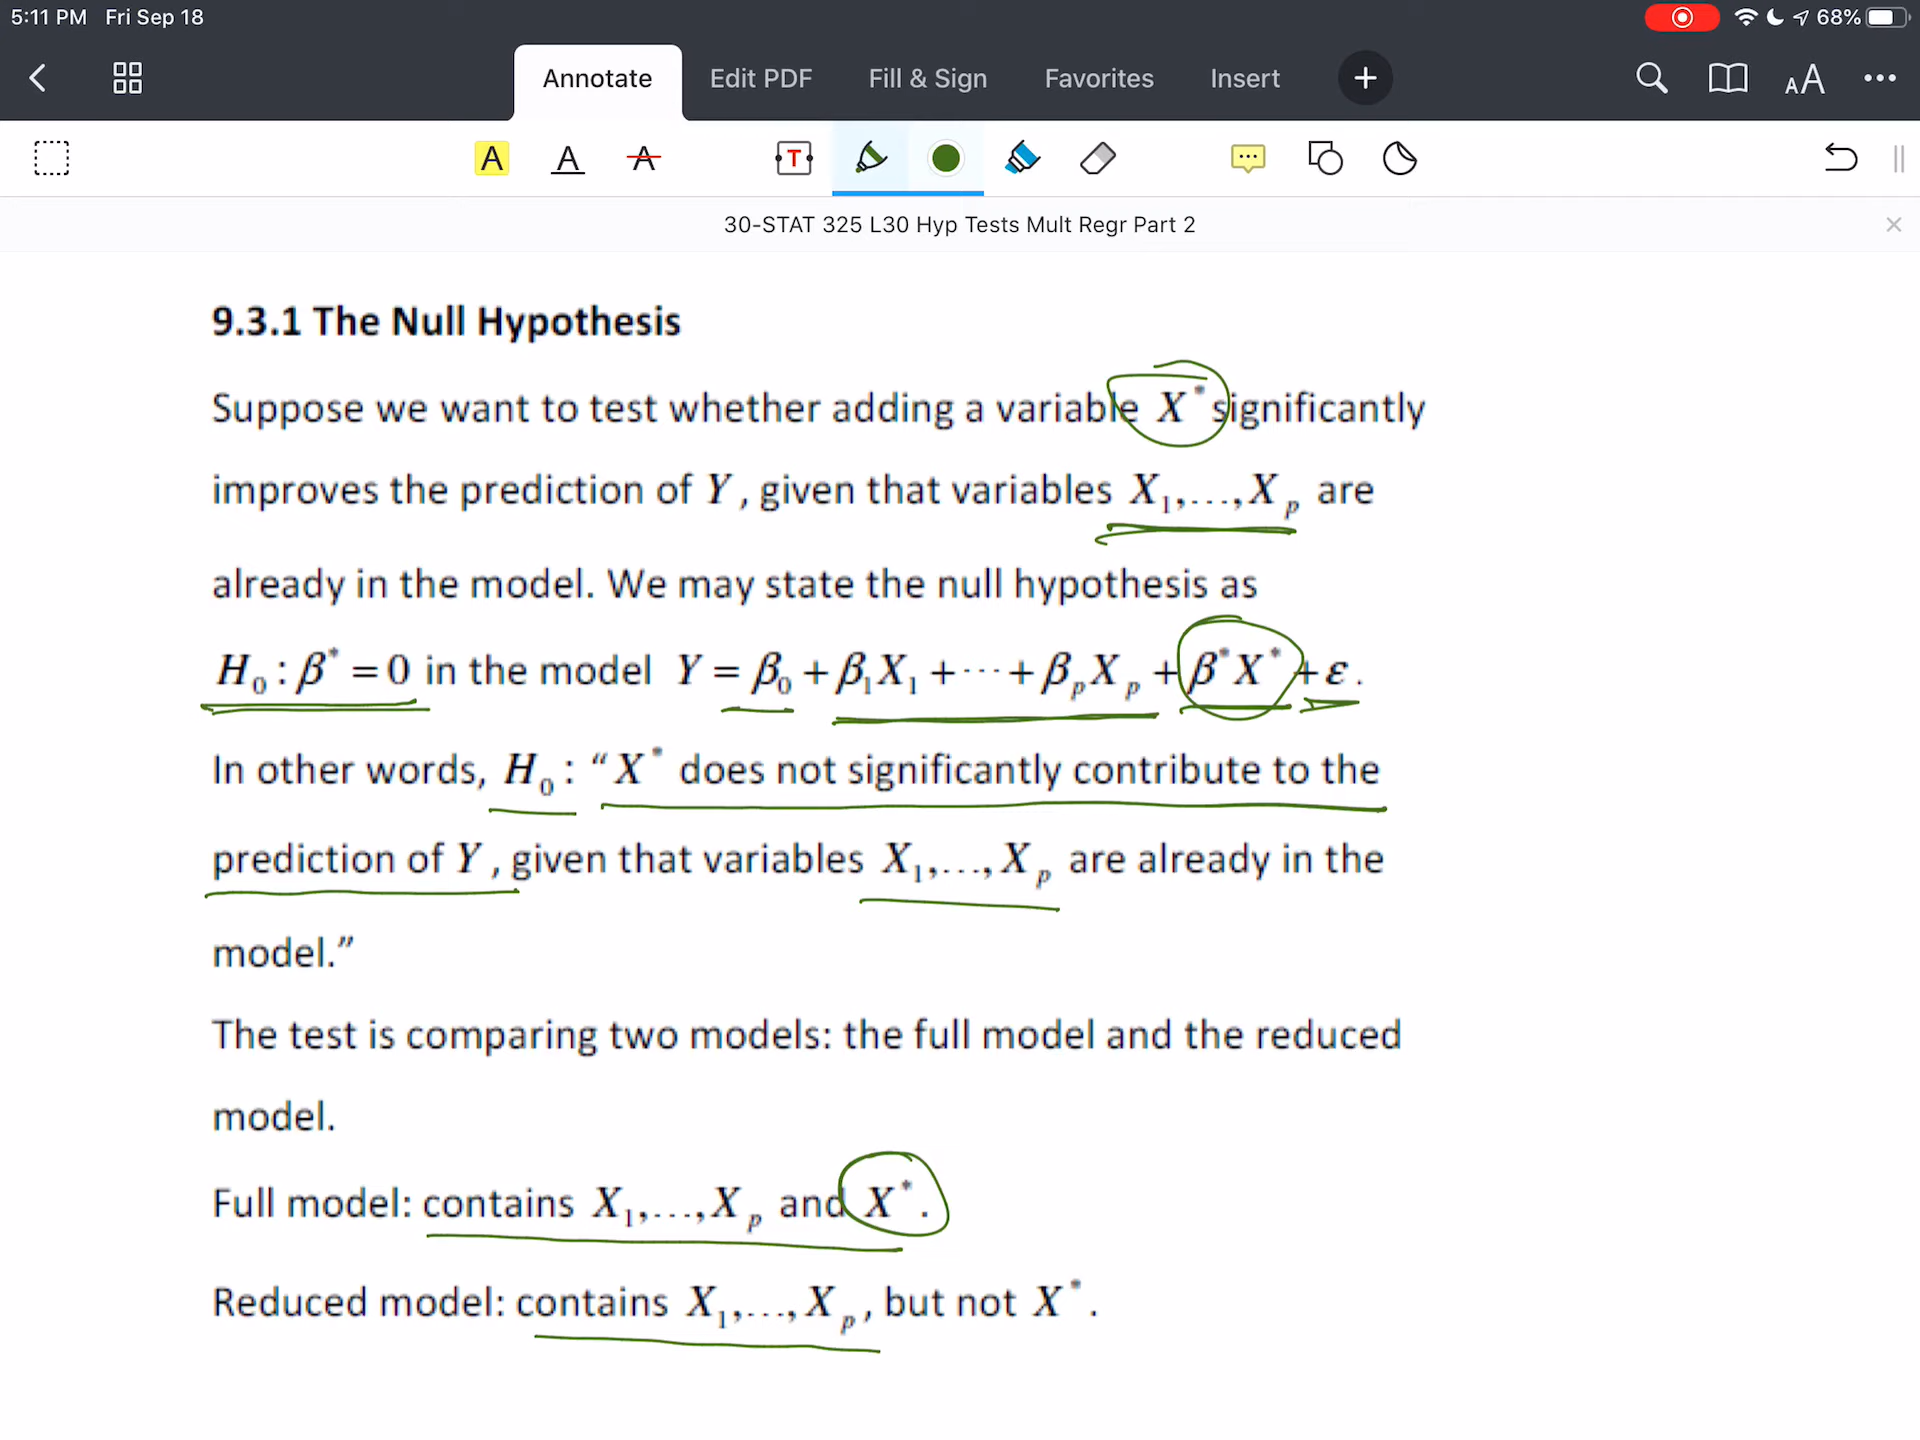 5:11 PM Fri Sep 18
68%
Annotate Edit PDF Fill & Sign Favorites Insert
AA
A A A T
30-STAT 325 L30 Hyp Tests Mult Regr Part 2
9.3.1 The Null Hypothesis
Suppose we want to test whether adding a variable X* significantly
improves the prediction of Y, given that variables X₁,…,Xₚ are
already in the model. We may state the null hypothesis as
H₀: β* = 0 in the model Y = β₀ + β₁X₁ + ⋯ + βₚXₚ + β*X* + ε.
In other words, H₀: “X* does not significantly contribute to the
prediction of Y, given that variables X₁,…,Xₚ are already in the
model.”
The test is comparing two models: the full model and the reduced
model.
Full model: contains X₁,…,Xₚ and X*.
Reduced model: contains X₁,…,Xₚ, but not X*.